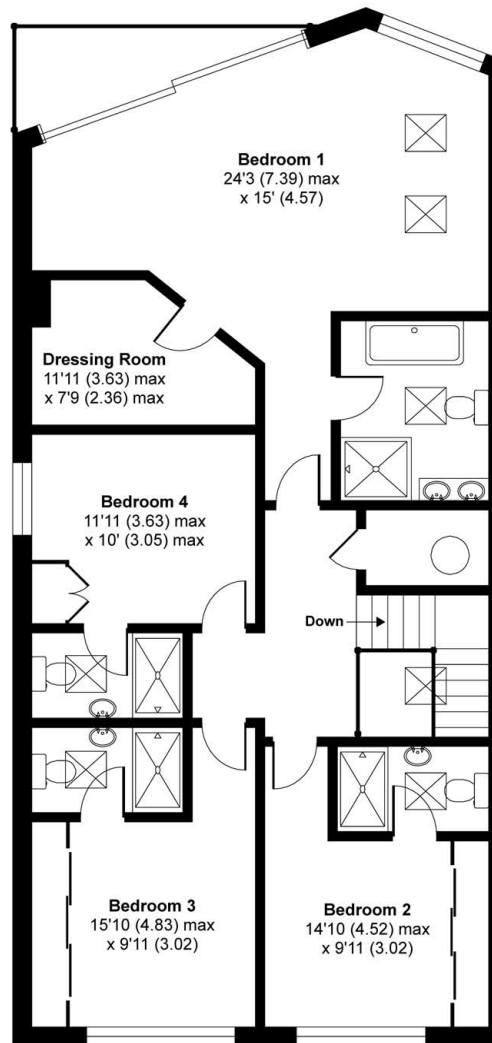 Bedroom 1
24'3 (7.39) max
x 15' (4.57)
Dressing Room
11'11 (3.63) max
x 7'9 (2.36) max
Bedroom 4
11'11 (3.63) max
x 10' (3.05) max
Down
Bedroom 3
15'10 (4.83) max
x 9'11 (3.02)
Bedroom 2
14'10 (4.52) max
x 9'11 (3.02)